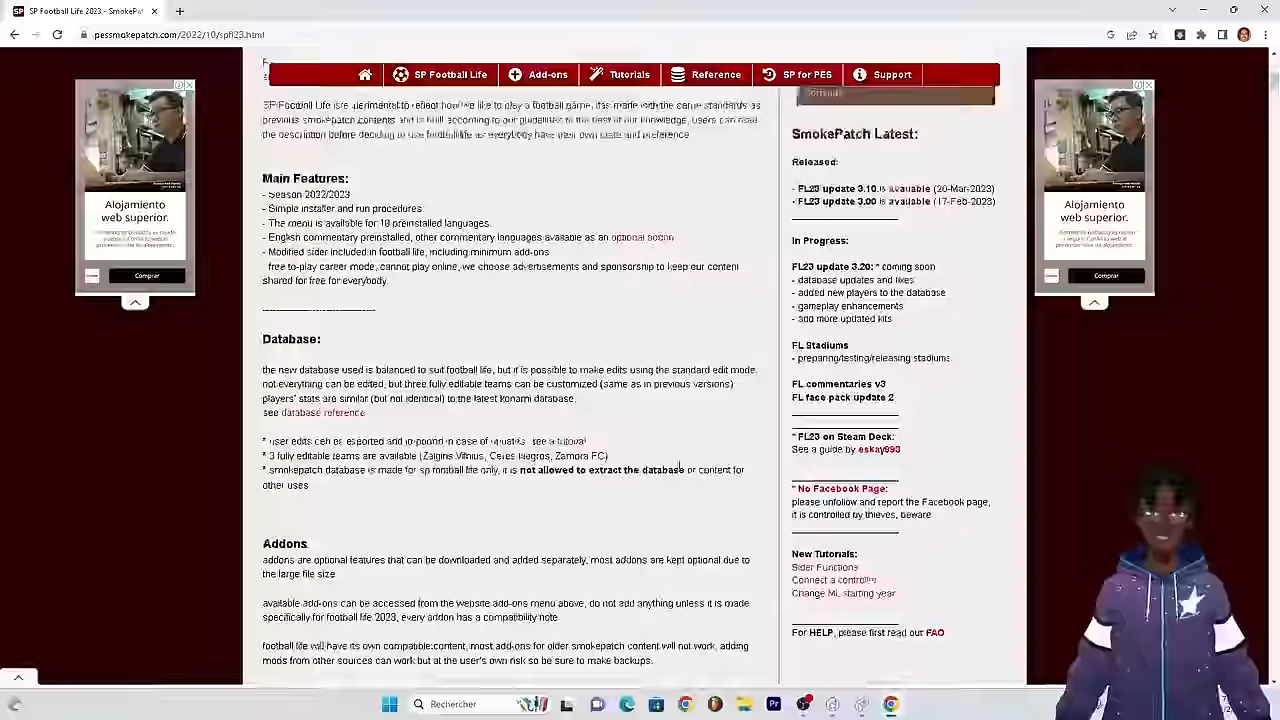 SP Football Life 2023 - SmokePat
pessmokepatch.com/2022/10/spfl23.html
SP Football Life
Add-ons
Tutorials
Reference
SP for PES
Support
SP Football Life is
to play a football game, it is made with the same standards as
previous smokepatch contents and is built according to our guidelines to the best of our knowledge, users can read
the description before deciding to use football life as everybody have their own taste and preference
Main Features:
- Season 2022/2023
- Simple installer and run procedures
- The menu is available for 18 preinstalled languages.
- English commentary preinstalled, other commentary languages available as an optional addon
- Modified sider included in football life including minimum add-ons
free-to-play career mode, cannot play online, we choose advertisements and sponsorship to keep our content
shared for free for everybody.
Database:
the new database used is balanced to suit football life, but it is possible to make edits using the standard edit mode,
not everything can be edited, but three fully editable teams can be customized (same as in previous versions)
players' stats are similar (but not identical) to the latest konami database.
see database reference
* user edits can be exported and imported in case of updates, see a tutorial
* 3 fully editable teams are available (Zalgiris Vilnius, Ceres Negros, Zamora FC)
* smokepatch database is made for sp football life only, it is not allowed to extract the database or content for
other uses
Addons
addons are optional features that can be downloaded and added separately, most addons are kept optional due to
the large file size
available add-ons can be accessed from the website add-ons menu above, do not add anything unless it is made
specifically for football life 2023, every addon has a compatibility note
football life will have its own compatible content, most add-ons for older smokepatch content will not work, adding
mods from other sources can work but at the user's own risk so be sure to make backups.
SmokePatch Latest:
Released:
- FL23 update 3.10 is available (20-Mar-2023)
- FL23 update 3.00 is available (17-Feb-2023)
In Progress:
FL23 update 3.20: * coming soon
- database updates and fixes
- added new players to the database
- gameplay enhancements
- add more updated kits
FL Stadiums
- preparing/testing/releasing stadiums
FL commentaries v3
FL face pack update 2
* FL23 on Steam Deck:
See a guide by eskay993
* No Facebook Page:
please unfollow and report the Facebook page,
it is controlled by thieves, beware
New Tutorials:
Sider Functions
Connect a controller
Change ML starting year
For HELP, please first read our FAQ
Alojamiento
web superior.
Comprar
Alojamiento
web superior.
Comprar
Rechercher